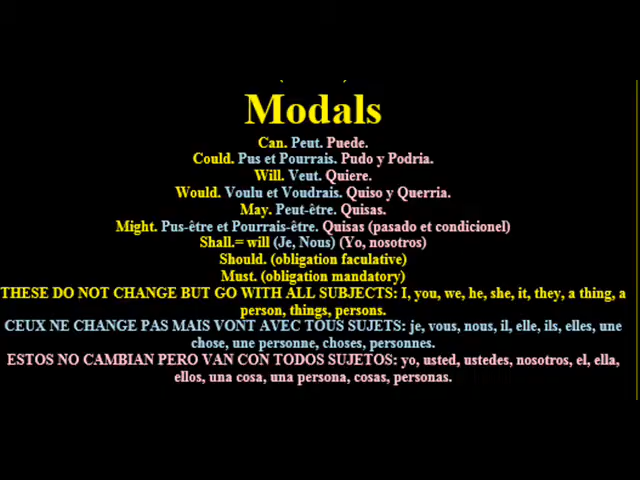 Modals
Can. Peut. Puede.
Could. Pus et Pourrais. Pudo y Podria.
Will. Veut. Quiere.
Would. Voulu et Voudrais. Quiso y Querria.
May. Peut-être. Quisas.
Might. Pus-être et Pourrais-être. Quisas (pasado et condicionel)
Shall.= will (Je, Nous) (Yo, nosotros)
Should. (obligation faculative)
Must. (obligation mandatory)
THESE DO NOT CHANGE BUT GO WITH ALL SUBJECTS: I, you, we, he, she, it, they, a thing, a
person, things, persons.
CEUX NE CHANGE PAS MAIS VONT AVEC TOUS SUJETS: je, vous, nous, il, elle, ils, elles, une
chose, une personne, choses, personnes.
ESTOS NO CAMBIAN PERO VAN CON TODOS SUJETOS: yo, usted, ustedes, nosotros, el, ella,
ellos, una cosa, una persona, cosas, personas.